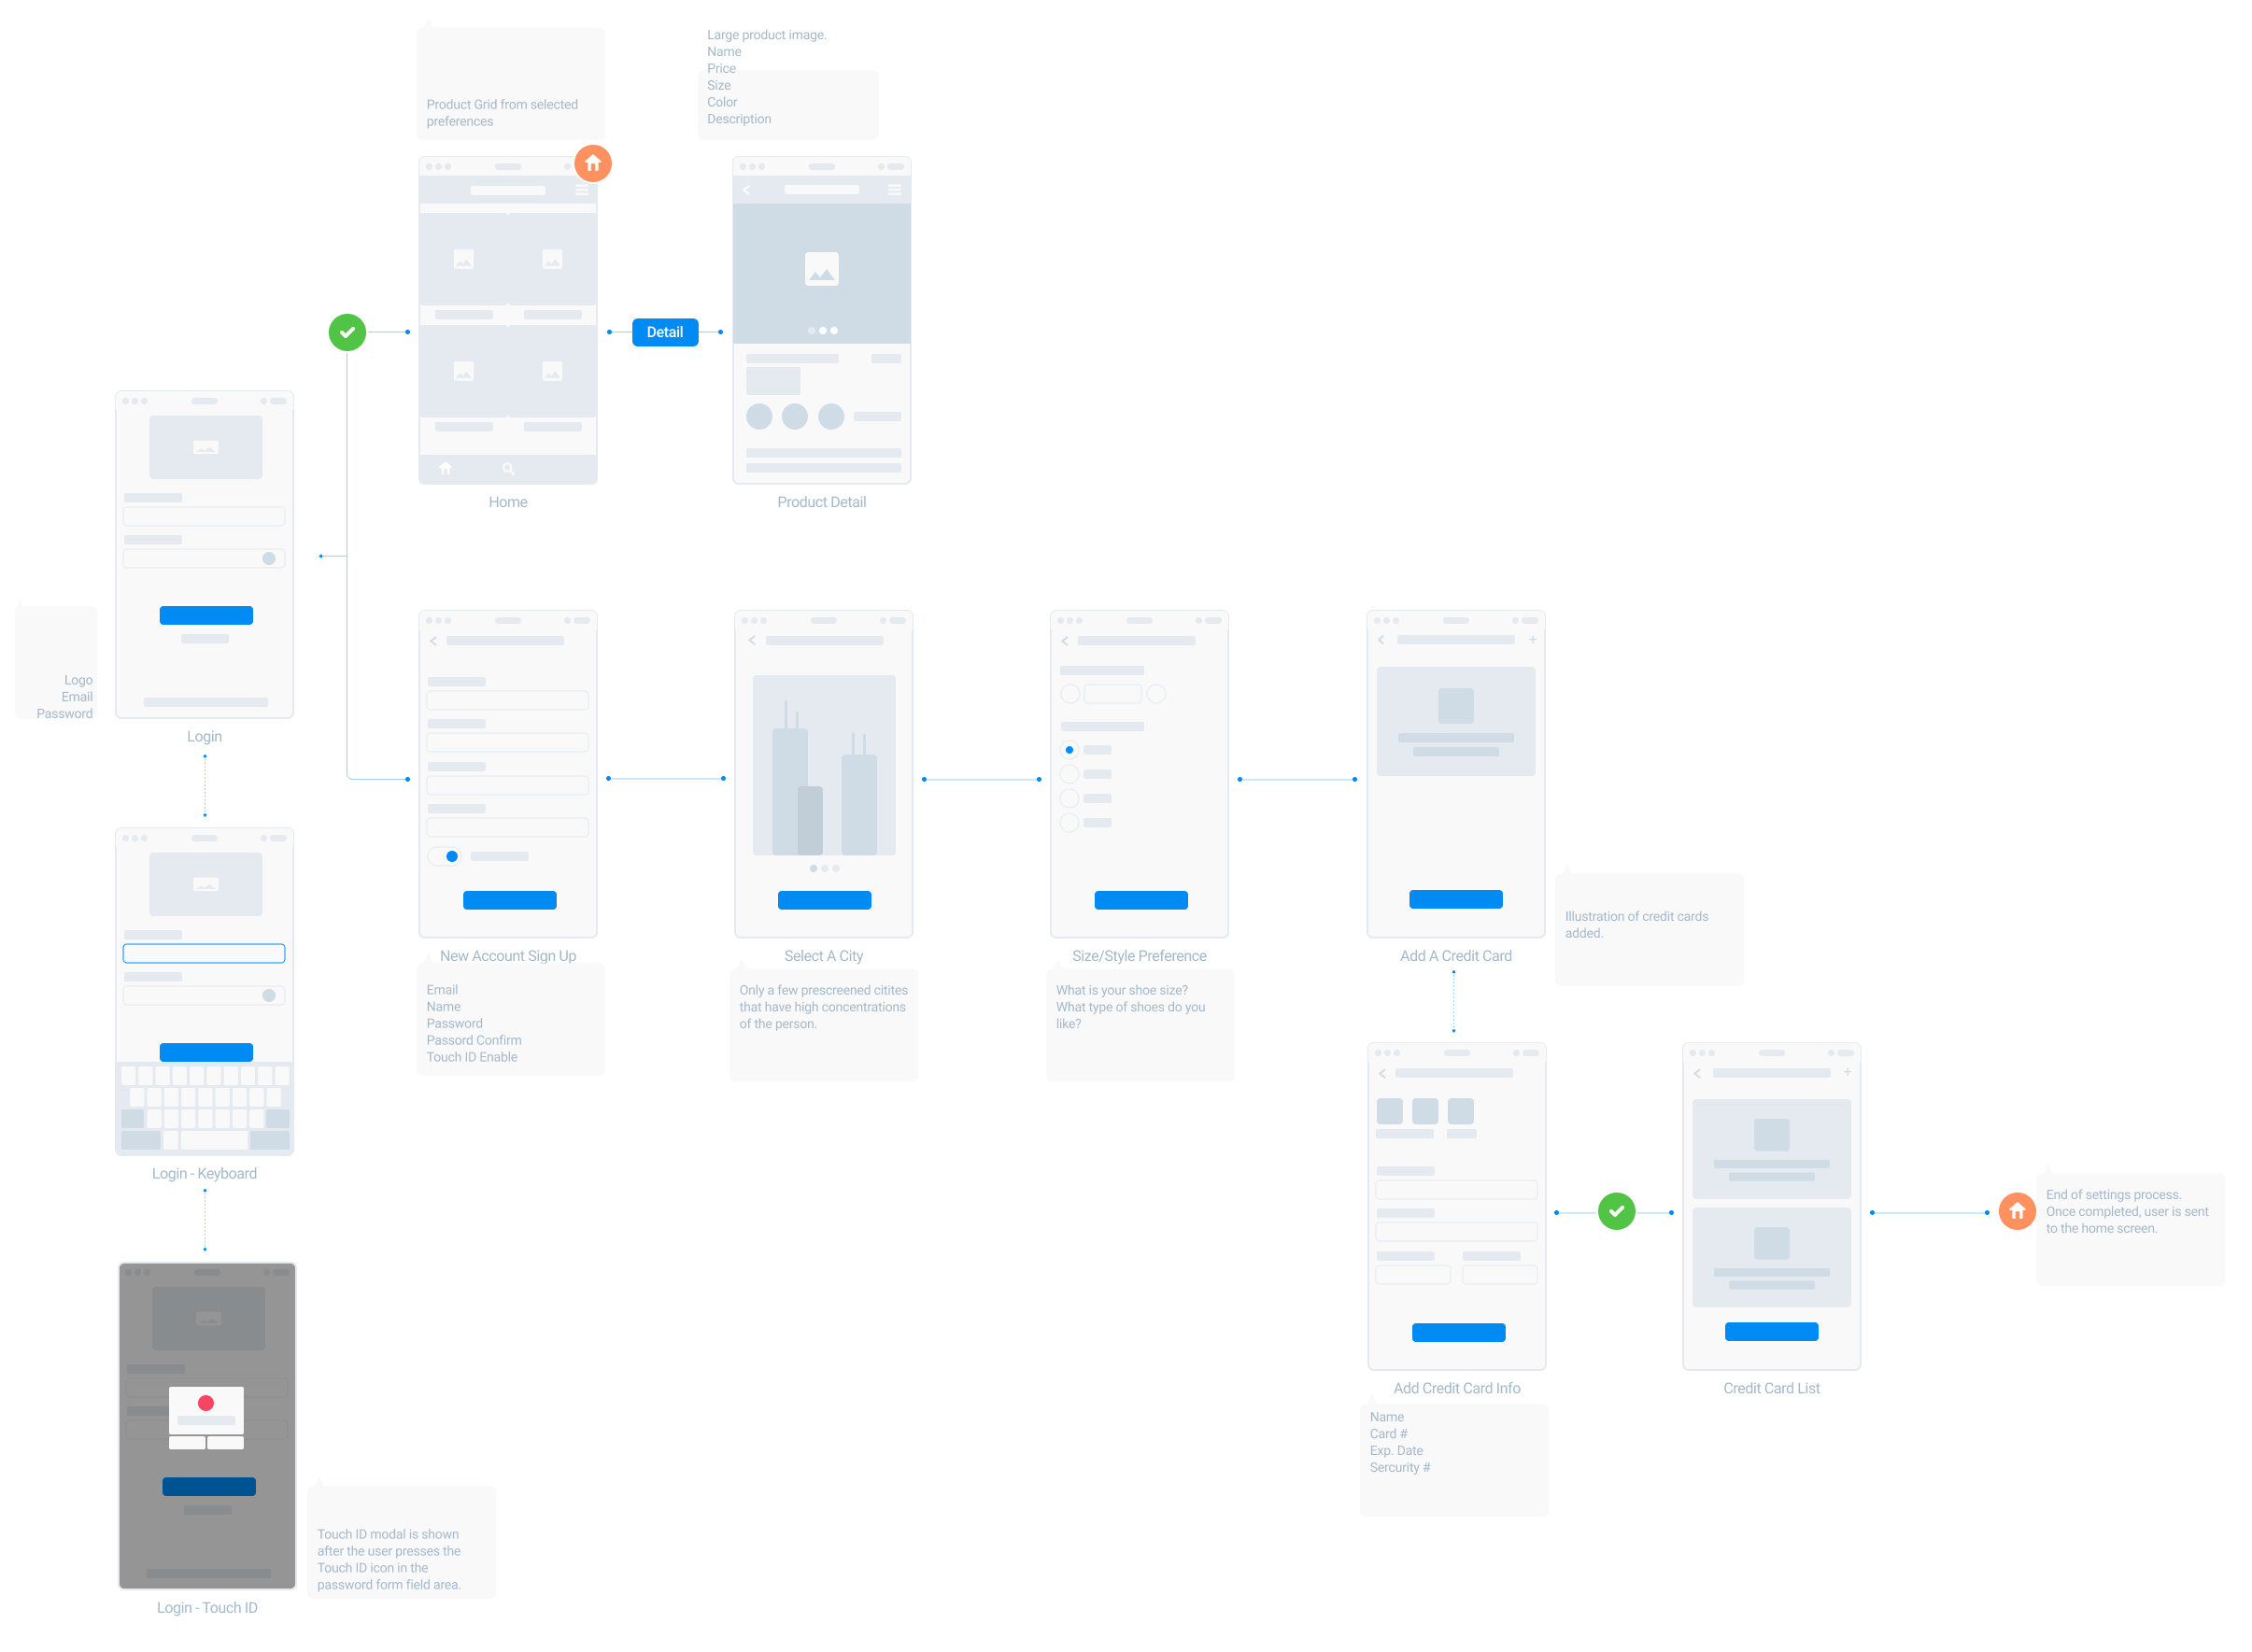 Large product image.
Name
Price
Size
Color
Description
Product Grid from selected
preferences
Detail
Home
Product Detail
Logo
Email
Password
Login
New Account Sign Up
Email
Name
Password
Passord Confirm
Touch ID Enable
Select A City
Only a few prescreened citites
that have high concentrations
of the person.
Size/Style Preference
What is your shoe size?
What type of shoes do you
like?
Add A Credit Card
Illustration of credit cards
added.
Login - Keyboard
End of settings process.
Once completed, user is sent
to the home screen.
Add Credit Card Info
Name
Card #
Exp. Date
Sercurity #
Credit Card List
Touch ID modal is shown
after the user presses the
Touch ID icon in the
password form field area.
Login - Touch ID